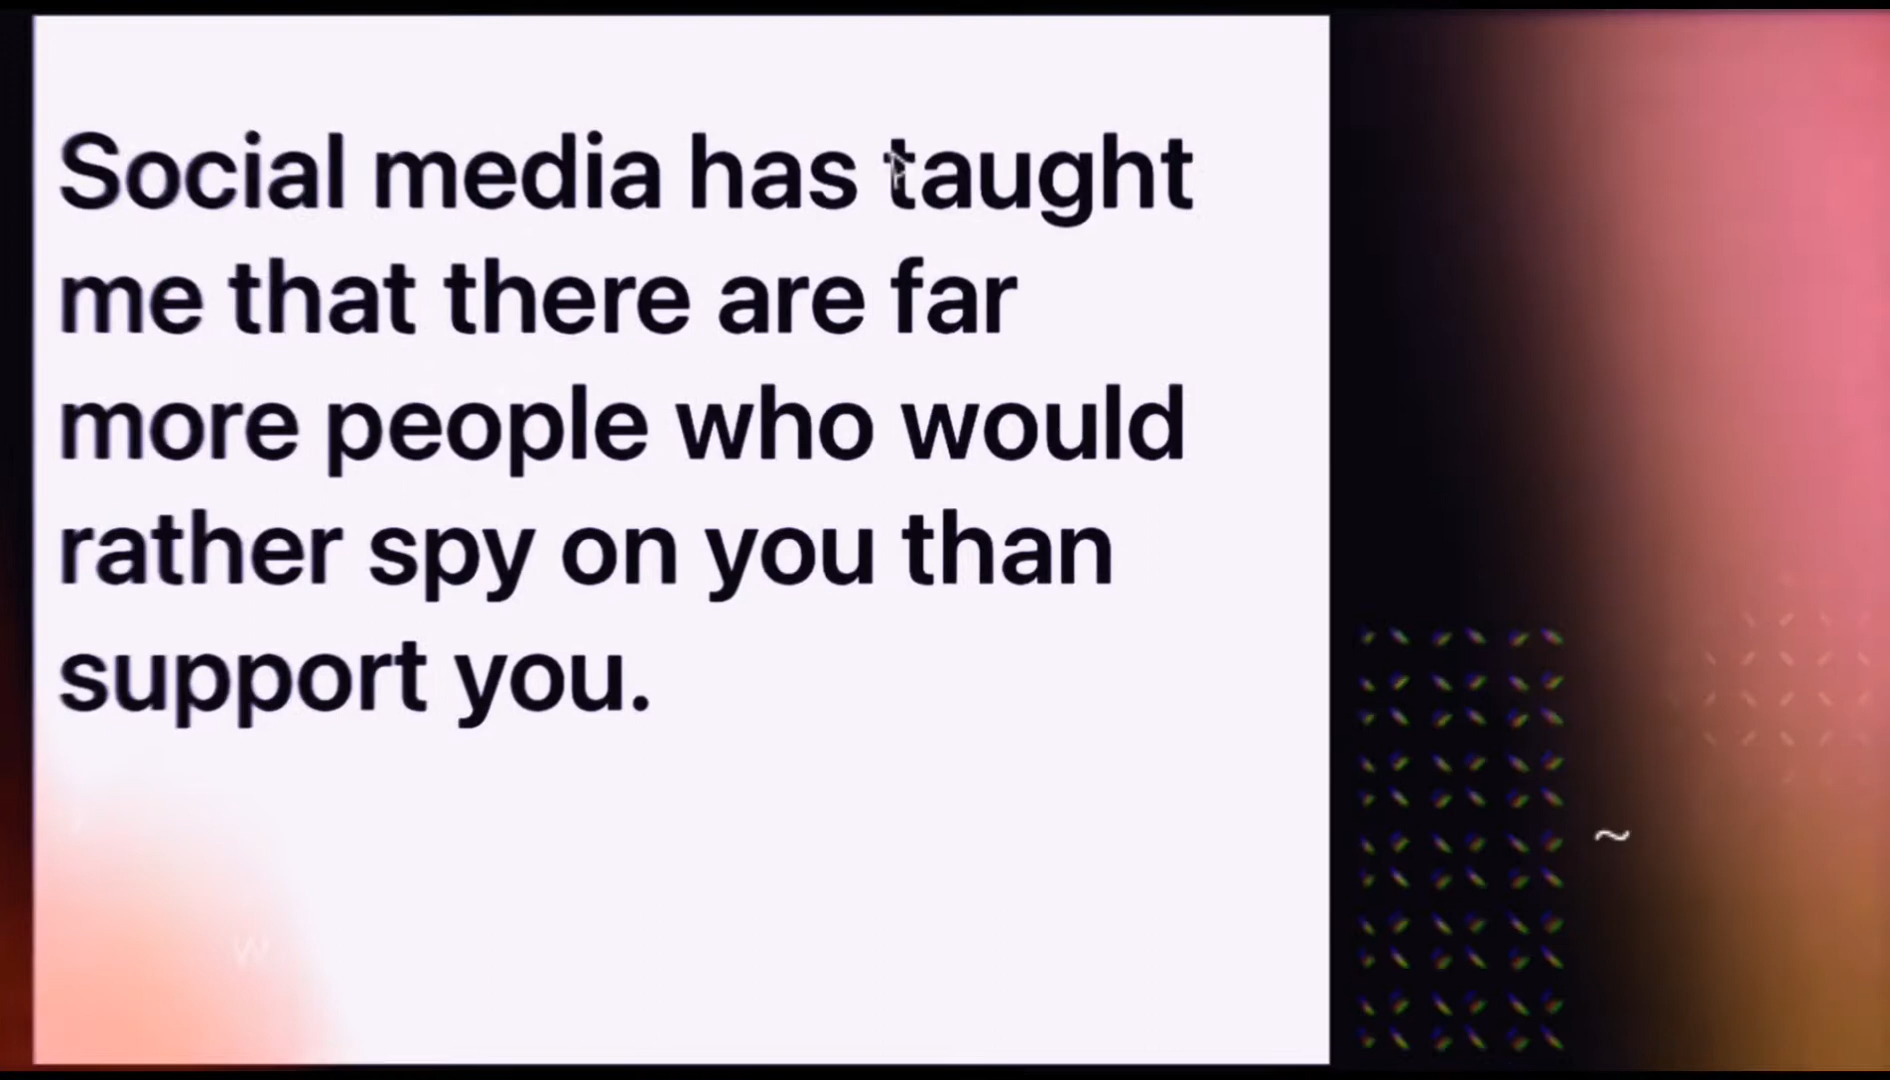 Social media has taught
me that there are far
more people who would
rather spy on you than
support you.
~
w